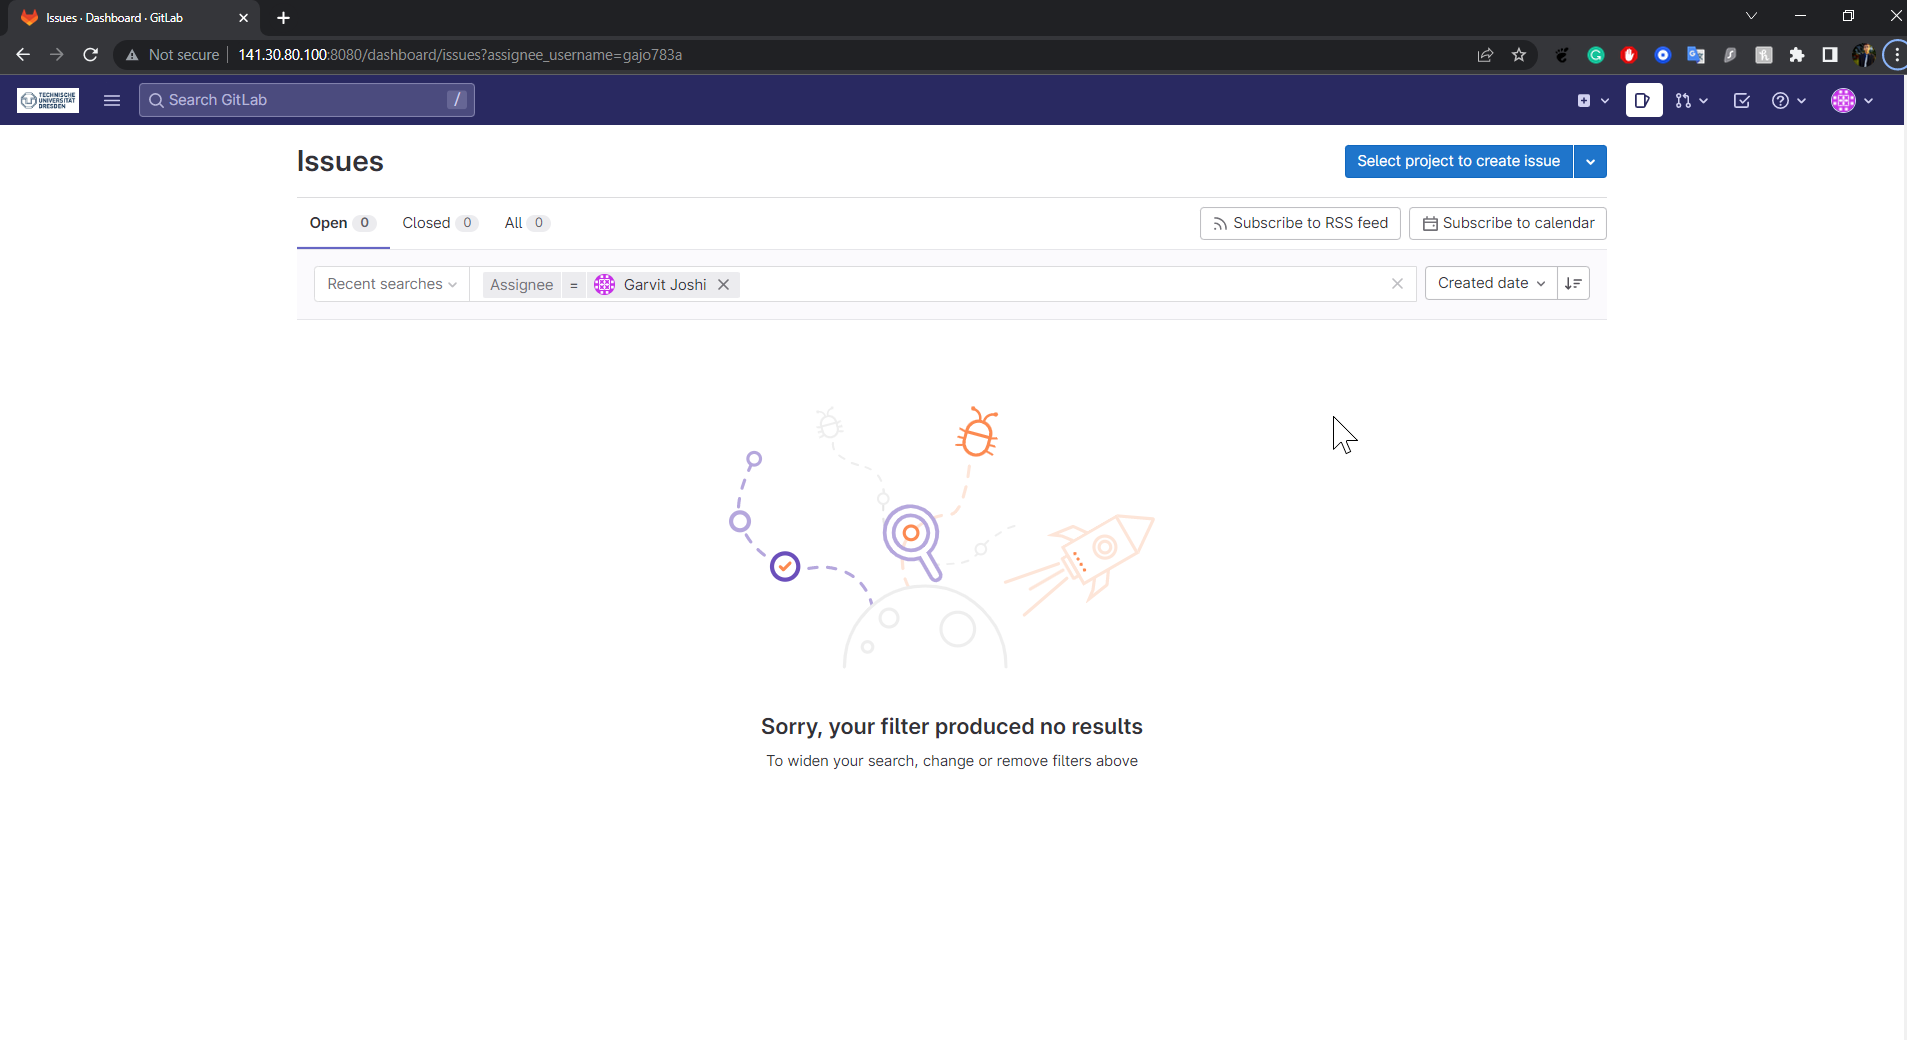 Issues · Dashboard · GitLab
Not secure 141.30.80.100:8080/dashboard/issues?assignee_username=gajo783a
TECHNISCHE
UNIVERSITÄT
DRESDEN
Search GitLab /
Issues
Select project to create issue
Open 0 Closed 0 All 0 Subscribe to RSS feed Subscribe to calendar
Recent searches Assignee = Garvit Joshi Created date
Sorry, your filter produced no results
To widen your search, change or remove filters above